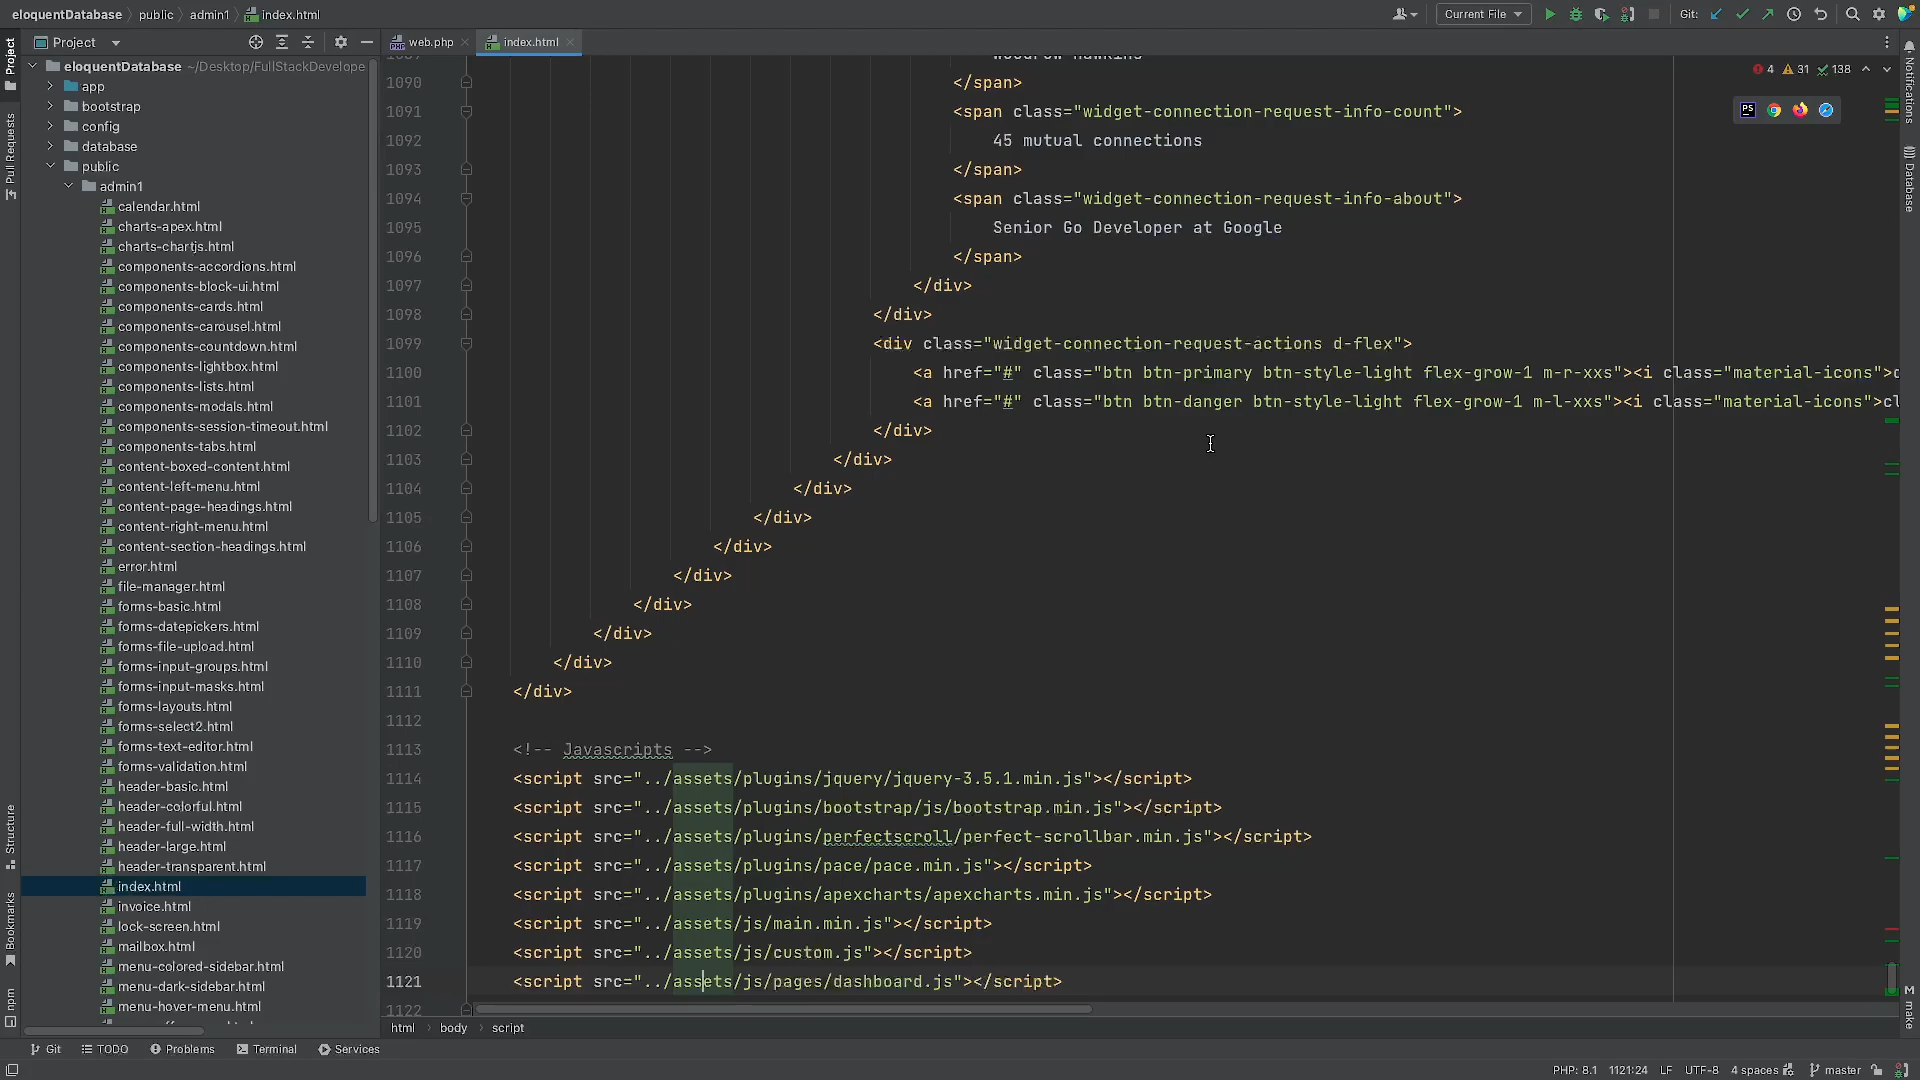 eloquentDatabase public admin1 index.html
Current File
Git:
Project
web.php
index.html
eloquentDatabase ~/Desktop/FullStackDevelope
app
bootstrap
config
database
public
admin1
calendar.html
charts-apex.html
charts-chartjs.html
components-accordions.html
components-block-ui.html
components-cards.html
components-carousel.html
components-countdown.html
components-lightbox.html
components-lists.html
components-modals.html
components-session-timeout.html
components-tabs.html
content-boxed-content.html
content-left-menu.html
content-page-headings.html
content-right-menu.html
content-section-headings.html
error.html
file-manager.html
forms-basic.html
forms-datepickers.html
forms-file-upload.html
forms-input-groups.html
forms-input-masks.html
forms-layouts.html
forms-select2.html
forms-text-editor.html
forms-validation.html
header-basic.html
header-colorful.html
header-full-width.html
header-large.html
header-transparent.html
index.html
invoice.html
lock-screen.html
mailbox.html
menu-colored-sidebar.html
menu-dark-sidebar.html
menu-hover-menu.html
Project
Pull Requests
Structure
Bookmarks
npm
4 31 138
PS
1090 </span>
1091 <span class="widget-connection-request-info-count">
1092 45 mutual connections
1093 </span>
1094 <span class="widget-connection-request-info-about">
1095 Senior Go Developer at Google
1096 </span>
1097 </div>
1098 </div>
1099 <div class="widget-connection-request-actions d-flex">
1100 <a href="#" class="btn btn-primary btn-style-light flex-grow-1 m-r-xxs"><i class="material-icons">
1101 <a href="#" class="btn btn-danger btn-style-light flex-grow-1 m-l-xxs"><i class="material-icons">cl
1102 </div>
1103 </div>
1104 </div>
1105 </div>
1106 </div>
1107 </div>
1108 </div>
1109 </div>
1110 </div>
1111 </div>
1112
1113 <!-- Javascripts -->
1114 <script src="../assets/plugins/jquery/jquery-3.5.1.min.js"></script>
1115 <script src="../assets/plugins/bootstrap/js/bootstrap.min.js"></script>
1116 <script src="../assets/plugins/perfectscroll/perfect-scrollbar.min.js"></script>
1117 <script src="../assets/plugins/pace/pace.min.js"></script>
1118 <script src="../assets/plugins/apexcharts/apexcharts.min.js"></script>
1119 <script src="../assets/js/main.min.js"></script>
1120 <script src="../assets/js/custom.js"></script>
1121 <script src="../assets/js/pages/dashboard.js"></script>
1122
html body script
Notifications
Database
M make
Git TODO Problems Terminal Services
PHP: 8.1 1121:24 LF UTF-8 4 spaces master